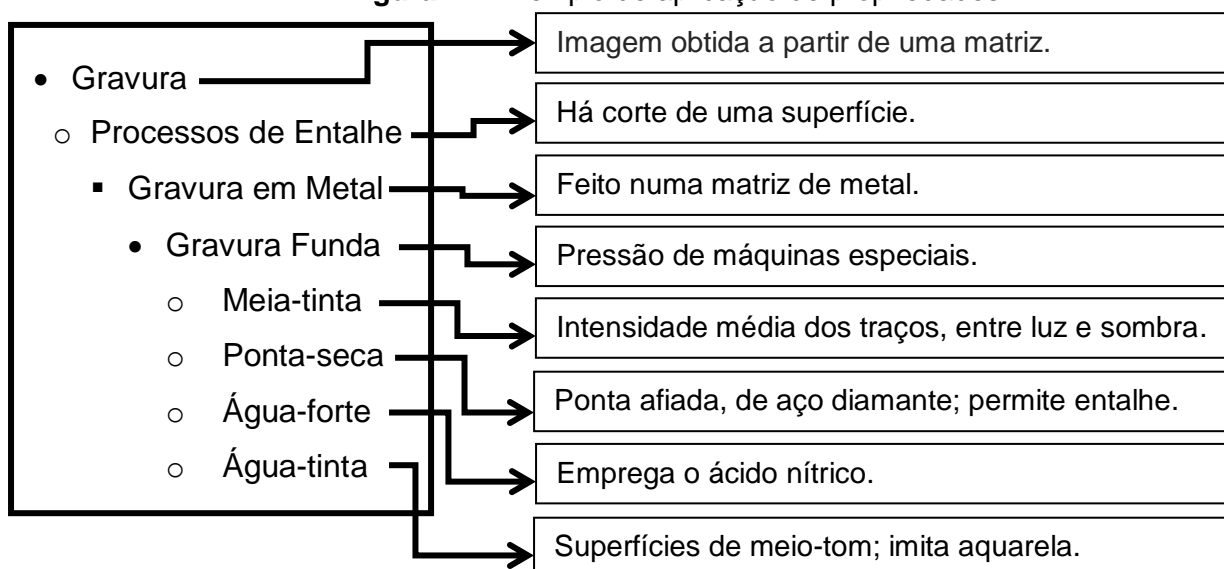 Gravura
Processos de Entalhe
Gravura em Metal
Gravura Funda
Meia-tinta
Ponta-seca
Água-forte
Água-tinta
Imagem obtida a partir de uma matriz.
Há corte de uma superfície.
Feito numa matriz de metal.
Pressão de máquinas especiais.
Intensidade média dos traços, entre luz e sombra.
Ponta afiada, de aço diamante; permite entalhe.
Emprega o ácido nítrico.
Superfícies de meio-tom; imita aquarela.